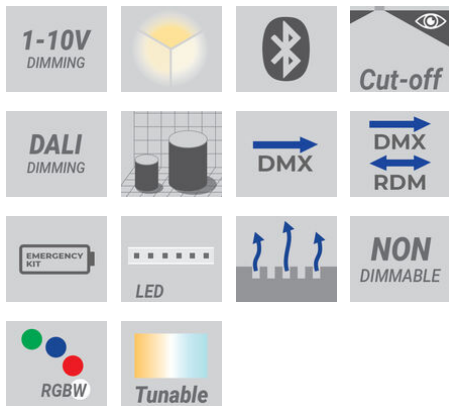 1-10V
DIMMING
Cut-off
DALI
DIMMING
DMX
DMX
RDM
EMERGENCY
KIT
LED
NON
DIMMABLE
RGBW
Tunable